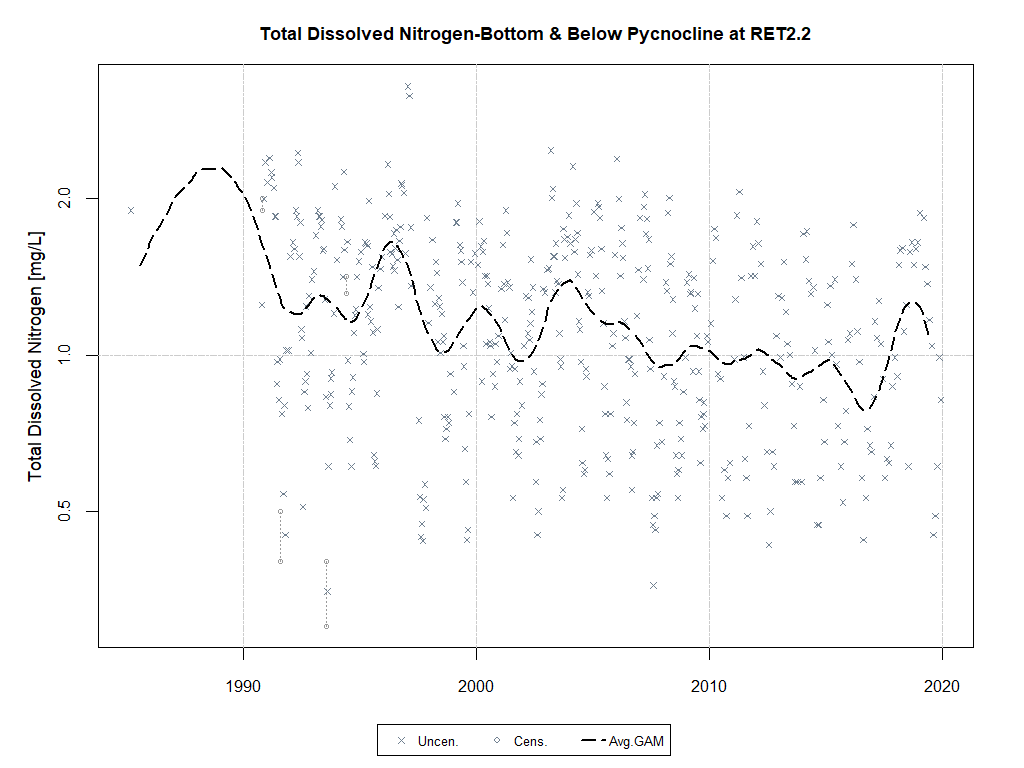 Total Dissolved Nitrogen-Bottom & Below Pycnocline at RET2.2
Total Dissolved Nitrogen [mg/L]
2.0
1.0
0.5
1990 2000 2010 2020
Uncen. Cens. Avg.GAM